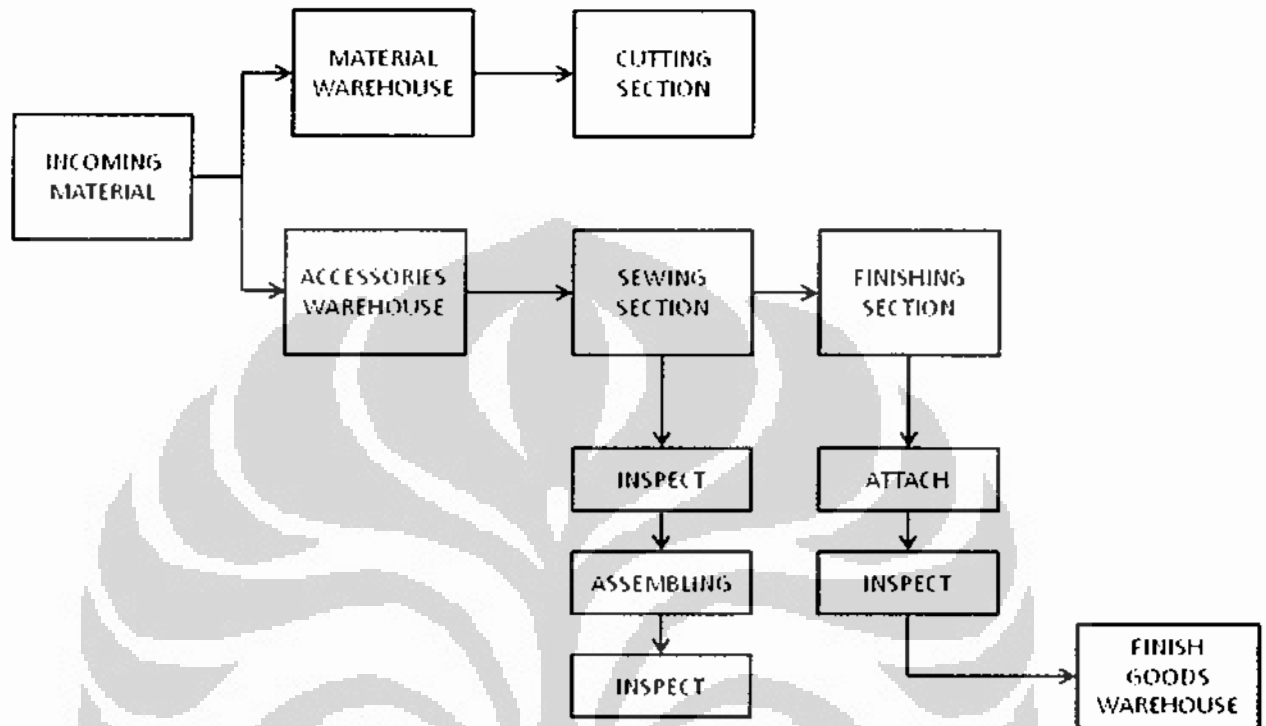 MATERIAL
WAREHOUSE
CUTTING
SECTION
INCOMING
MATERIAL
ACCESSORIES
WAREHOUSE
SEWING
SECTION
FINISHING
SECTION
INSPECT
ATTACH
ASSEMBLING
INSPECT
INSPECT
FINISH
GOODS
WAREHOUSE